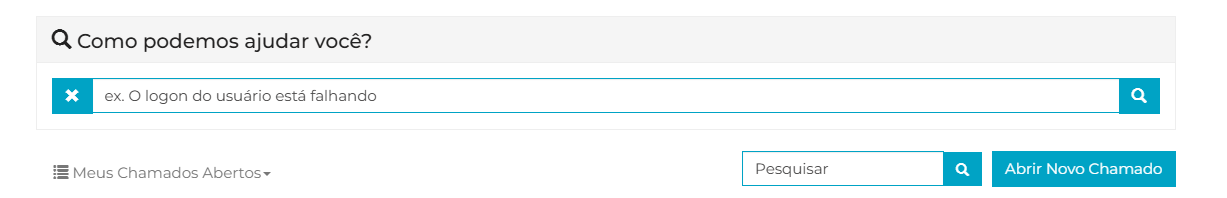 Como podemos ajudar você?
ex. O logon do usuário está falhando
Meus Chamados Abertos
Pesquisar
Abrir Novo Chamado